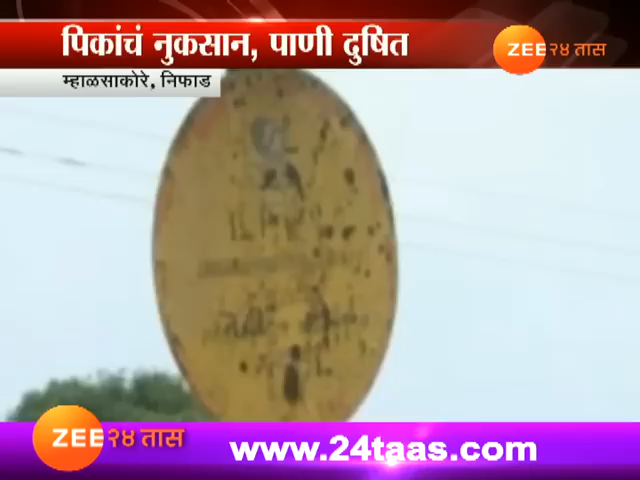 पिकांचं नुकसान, पाणी दुषित
ZEE २४ तास
म्हाळसाकोरे, निफाड
ZEE २४ तास
www.24taas.com